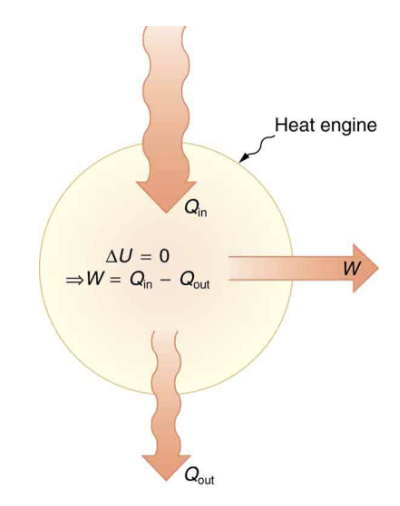 Heat engine
Qin
ΔU = 0
⇒W = Qin − Qout
W
Qout